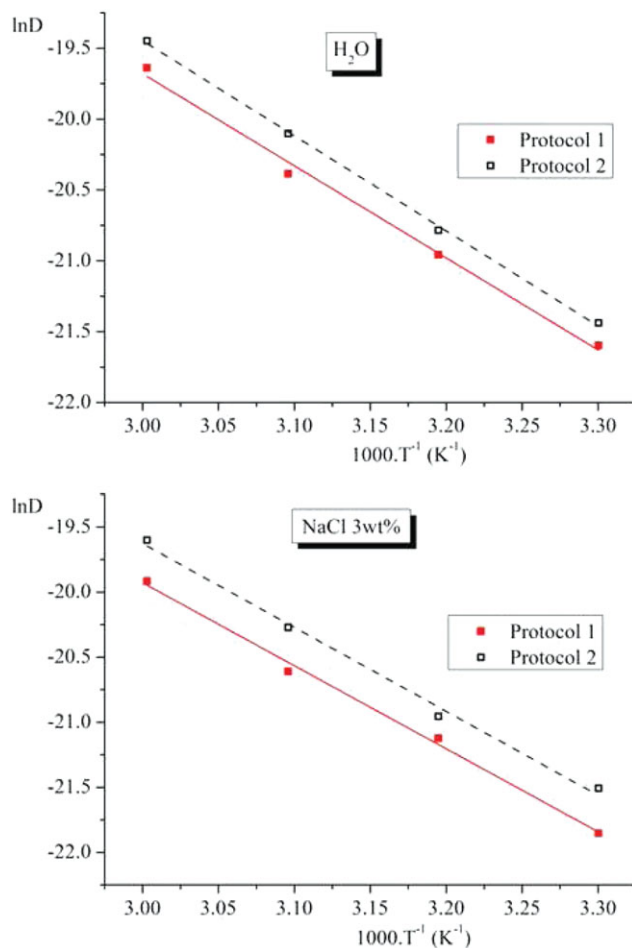 lnD
H₂O
-19.5
Protocol 1
-20.0
Protocol 2
-20.5
-21.0
-21.5
-22.0
3.00 3.05 3.10 3.15 3.20 3.25 3.30
1000.T⁻¹ (K⁻¹)
lnD
NaCl 3wt%
-19.5
-20.0
Protocol 1
-20.5
Protocol 2
-21.0
-21.5
-22.0
3.00 3.05 3.10 3.15 3.20 3.25 3.30
1000.T⁻¹ (K⁻¹)